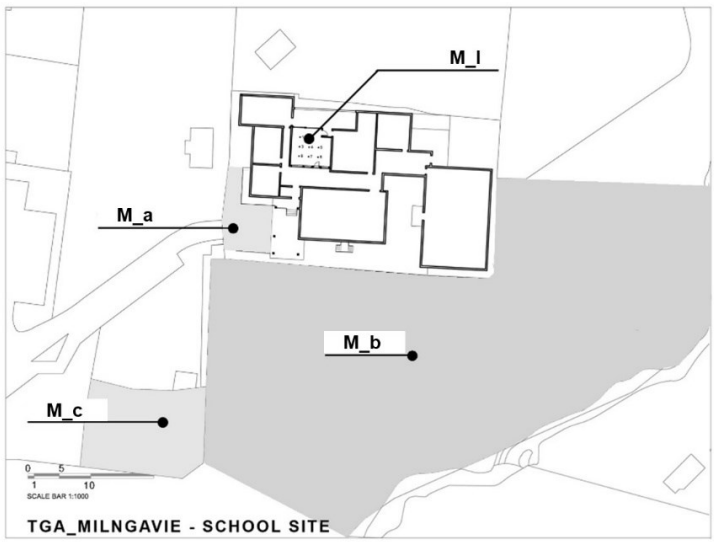 M_I
M_a
M_b
M_c
0 5
1 10
SCALE BAR 1:1000
TGA_MILNGAVIE - SCHOOL SITE